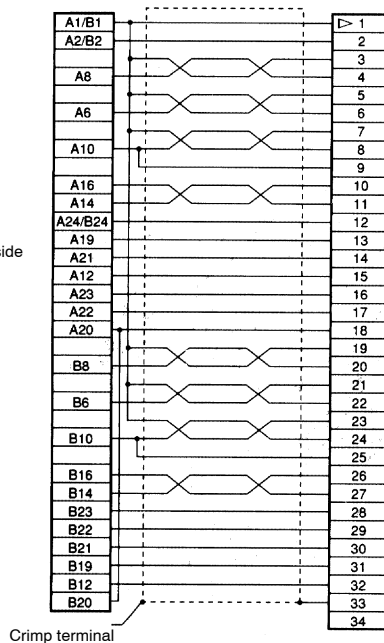 A1/B1 ▷ 1
A2/B2 2
3
A8 4
5
A6 6
7
A10 8
9
A16 10
A14 11
A24/B24 12
A19 13
side
A21 14
A12 15
A23 16
A22 17
A20 18
19
B8 20
21
B6 22
23
B10 24
25
B16 26
B14 27
B23 28
B22 29
B21 30
B19 31
B12 32
B20 33
34
Crimp terminal